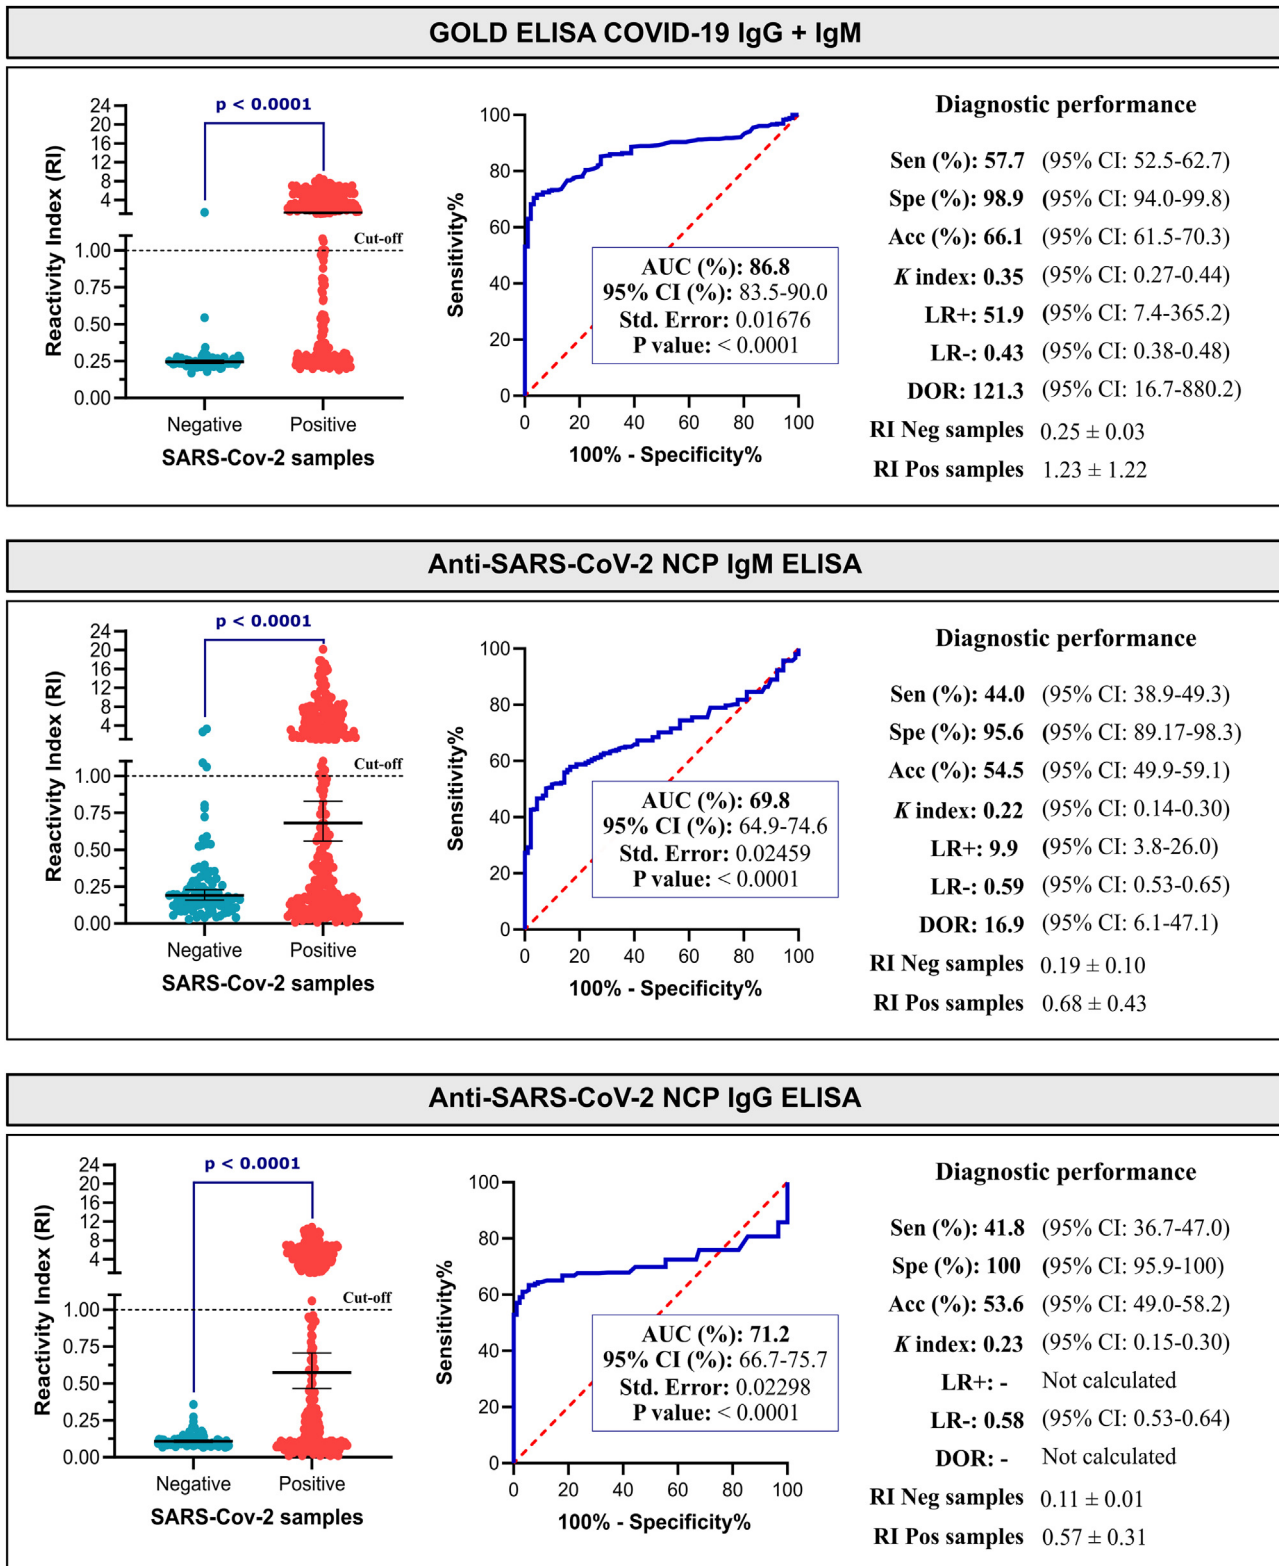 GOLD ELISA COVID-19 IgG + IgM
p < 0.0001
Reactivity Index (RI)
24
20
16
12
8
4
1.00
0.75
0.50
0.25
0.00
Cut-off
Negative Positive
SARS-Cov-2 samples
Sensitivity%
100
80
60
40
20
0
0 20 40 60 80 100
100% - Specificity%
AUC (%): 86.8
95% CI (%): 83.5-90.0
Std. Error: 0.01676
P value: < 0.0001
Diagnostic performance
Sen (%): 57.7 (95% CI: 52.5-62.7)
Spe (%): 98.9 (95% CI: 94.0-99.8)
Acc (%): 66.1 (95% CI: 61.5-70.3)
K index: 0.35 (95% CI: 0.27-0.44)
LR+: 51.9 (95% CI: 7.4-365.2)
LR-: 0.43 (95% CI: 0.38-0.48)
DOR: 121.3 (95% CI: 16.7-880.2)
RI Neg samples 0.25 ± 0.03
RI Pos samples 1.23 ± 1.22
Anti-SARS-CoV-2 NCP IgM ELISA
p < 0.0001
Reactivity Index (RI)
24
20
16
12
8
4
1.00
0.75
0.50
0.25
0.00
Cut-off
Negative Positive
SARS-Cov-2 samples
Sensitivity%
100
80
60
40
20
0
0 20 40 60 80 100
100% - Specificity%
AUC (%): 69.8
95% CI (%): 64.9-74.6
Std. Error: 0.02459
P value: < 0.0001
Diagnostic performance
Sen (%): 44.0 (95% CI: 38.9-49.3)
Spe (%): 95.6 (95% CI: 89.17-98.3)
Acc (%): 54.5 (95% CI: 49.9-59.1)
K index: 0.22 (95% CI: 0.14-0.30)
LR+: 9.9 (95% CI: 3.8-26.0)
LR-: 0.59 (95% CI: 0.53-0.65)
DOR: 16.9 (95% CI: 6.1-47.1)
RI Neg samples 0.19 ± 0.10
RI Pos samples 0.68 ± 0.43
Anti-SARS-CoV-2 NCP IgG ELISA
p < 0.0001
Reactivity Index (RI)
24
20
16
12
8
4
1.00
0.75
0.50
0.25
0.00
Cut-off
Negative Positive
SARS-Cov-2 samples
Sensitivity%
100
80
60
40
20
0
0 20 40 60 80 100
100% - Specificity%
AUC (%): 71.2
95% CI (%): 66.7-75.7
Std. Error: 0.02298
P value: < 0.0001
Diagnostic performance
Sen (%): 41.8 (95% CI: 36.7-47.0)
Spe (%): 100 (95% CI: 95.9-100)
Acc (%): 53.6 (95% CI: 49.0-58.2)
K index: 0.23 (95% CI: 0.15-0.30)
LR+: - Not calculated
LR-: 0.58 (95% CI: 0.53-0.64)
DOR: - Not calculated
RI Neg samples 0.11 ± 0.01
RI Pos samples 0.57 ± 0.31